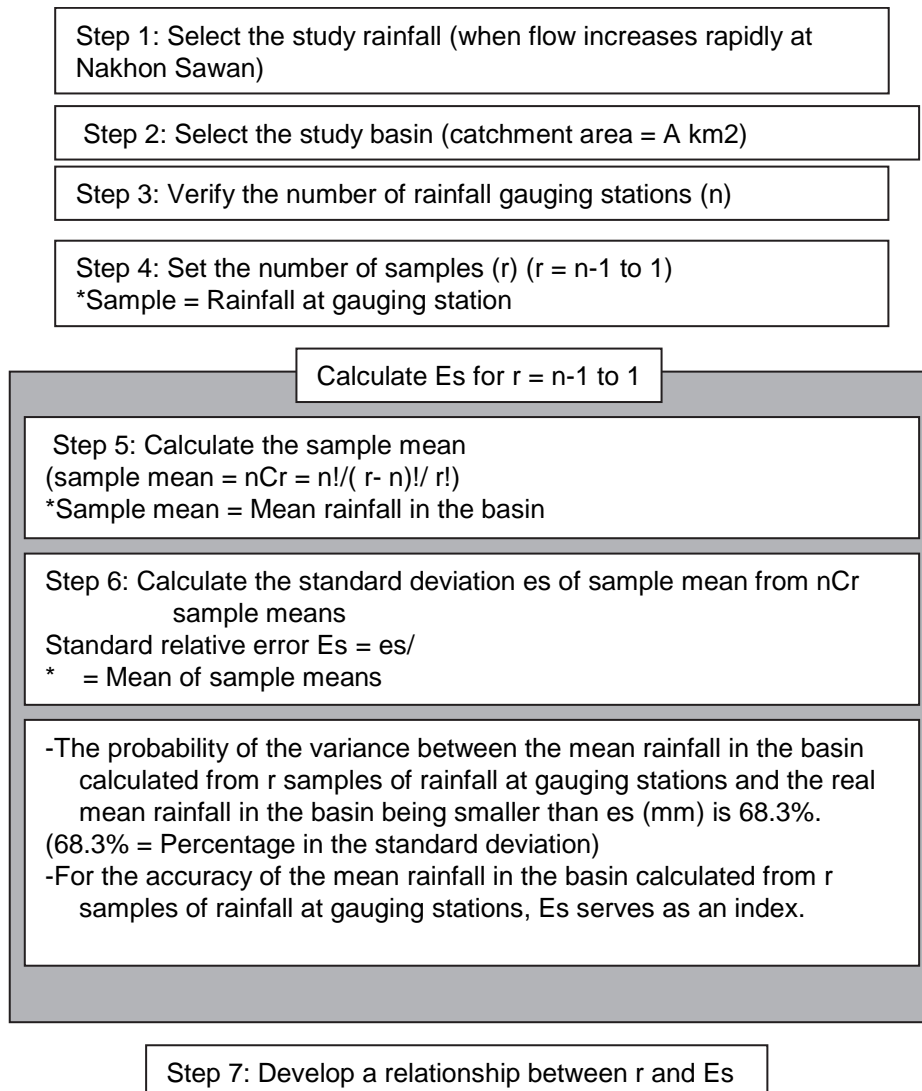 Step 1: Select the study rainfall (when flow increases rapidly at
Nakhon Sawan)
Step 2: Select the study basin (catchment area = A km2)
Step 3: Verify the number of rainfall gauging stations (n)
Step 4: Set the number of samples (r) (r = n-1 to 1)
*Sample = Rainfall at gauging station
Calculate Es for r = n-1 to 1
Step 5: Calculate the sample mean
(sample mean = nCr = n!/( r- n)!/ r!)
*Sample mean = Mean rainfall in the basin
Step 6: Calculate the standard deviation es of sample mean from nCr
sample means
Standard relative error Es = es/
* = Mean of sample means
-The probability of the variance between the mean rainfall in the basin
calculated from r samples of rainfall at gauging stations and the real
mean rainfall in the basin being smaller than es (mm) is 68.3%.
(68.3% = Percentage in the standard deviation)
-For the accuracy of the mean rainfall in the basin calculated from r
samples of rainfall at gauging stations, Es serves as an index.
Step 7: Develop a relationship between r and Es